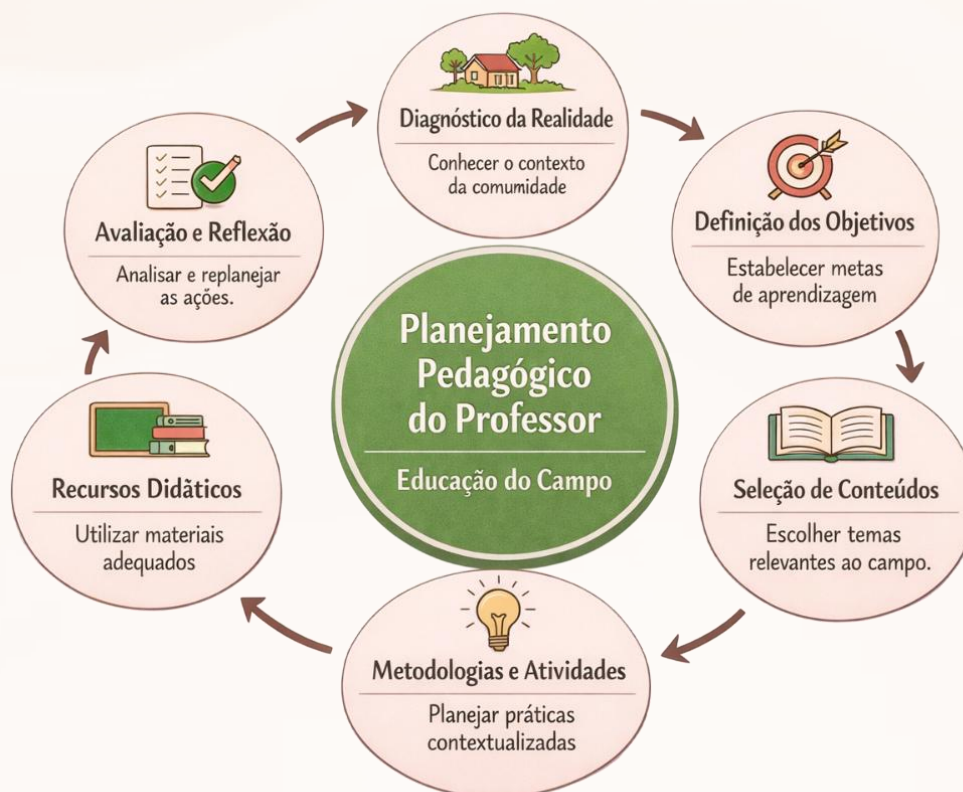 Planejamento
Pedagógico
do Professor
Educação do Campo
Diagnóstico da Realidade
Conhecer o contexto
da comunidade
Definição dos Objetivos
Estabelecer metas
de aprendizagem
Seleção de Conteúdos
Escolher temas
relevantes ao campo.
Metodologias e Atividades
Planejar práticas
contextualizadas
Recursos Didãticos
Utilizar materiais
adequados
Avaliação e Reflexão
Analisar e replanejar
as ações.